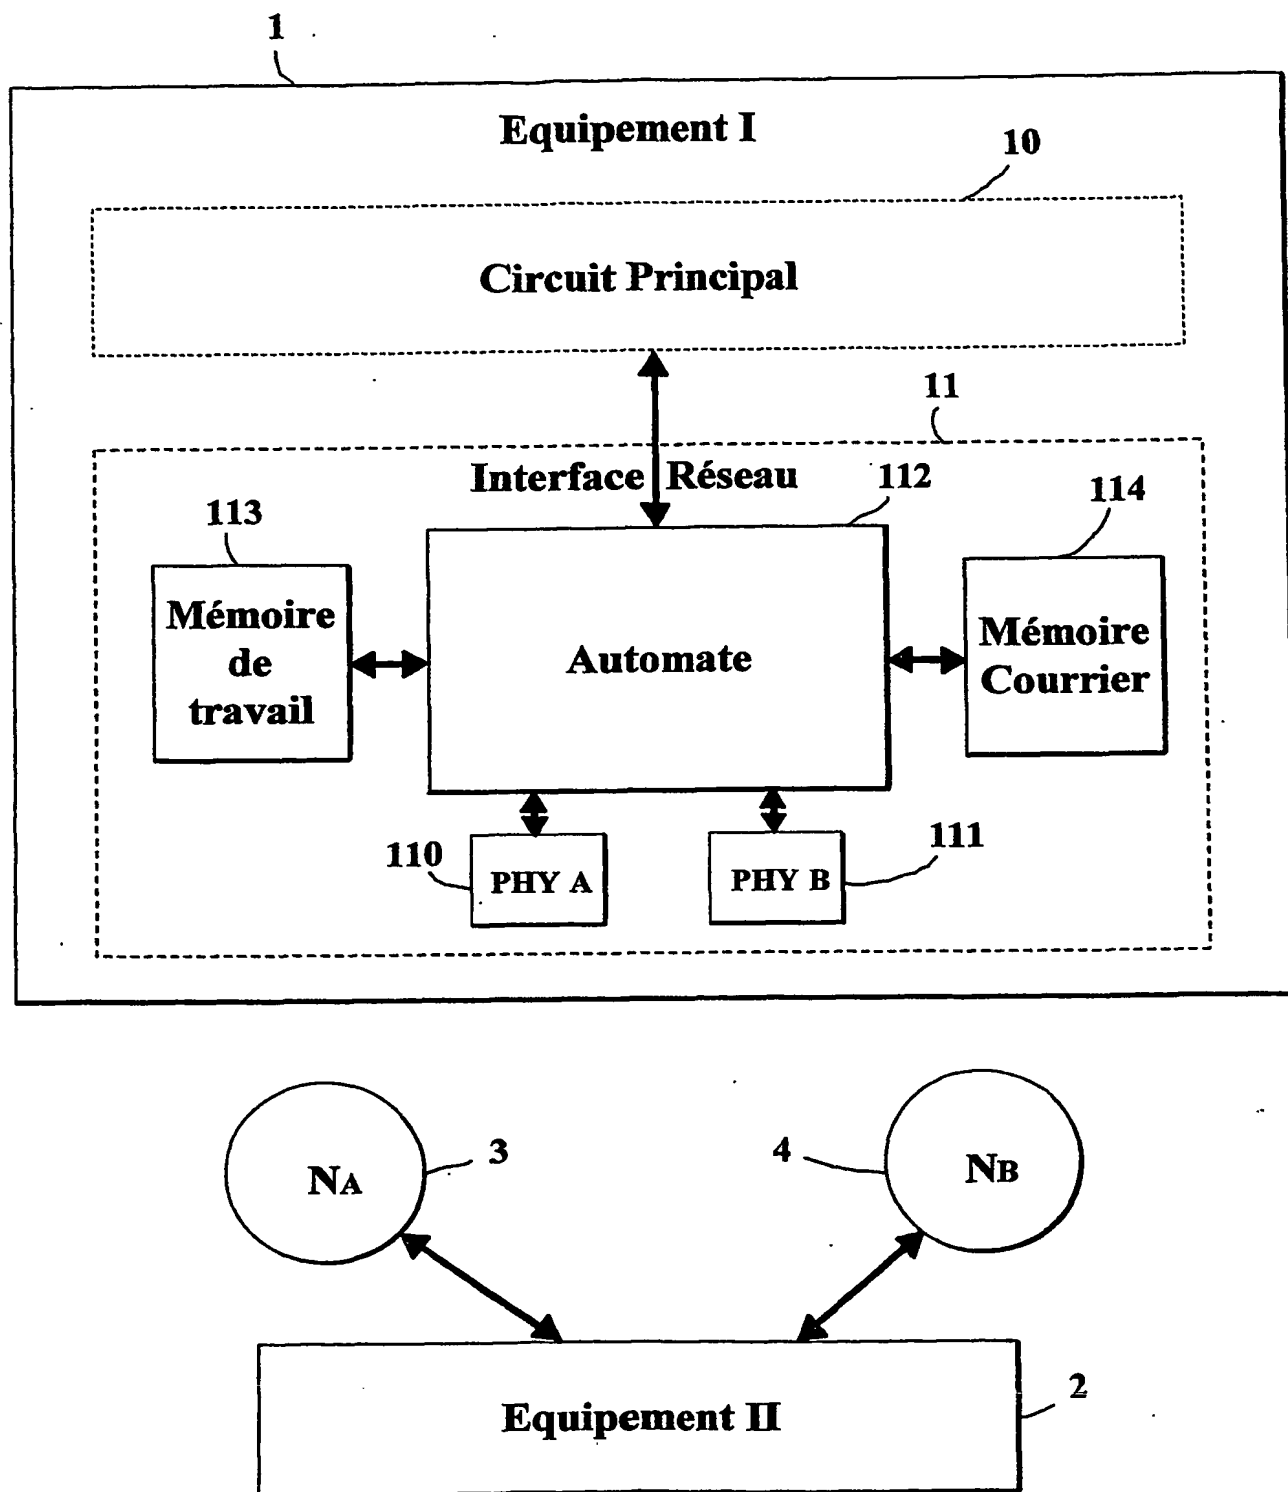 1
Equipement I
10
Circuit Principal
11
Interface Réseau
112
113
114
Mémoire
de
travail
Automate
Mémoire
Courrier
110
PHY A
PHY B
111
NA
3
4
NB
Equipement II
2